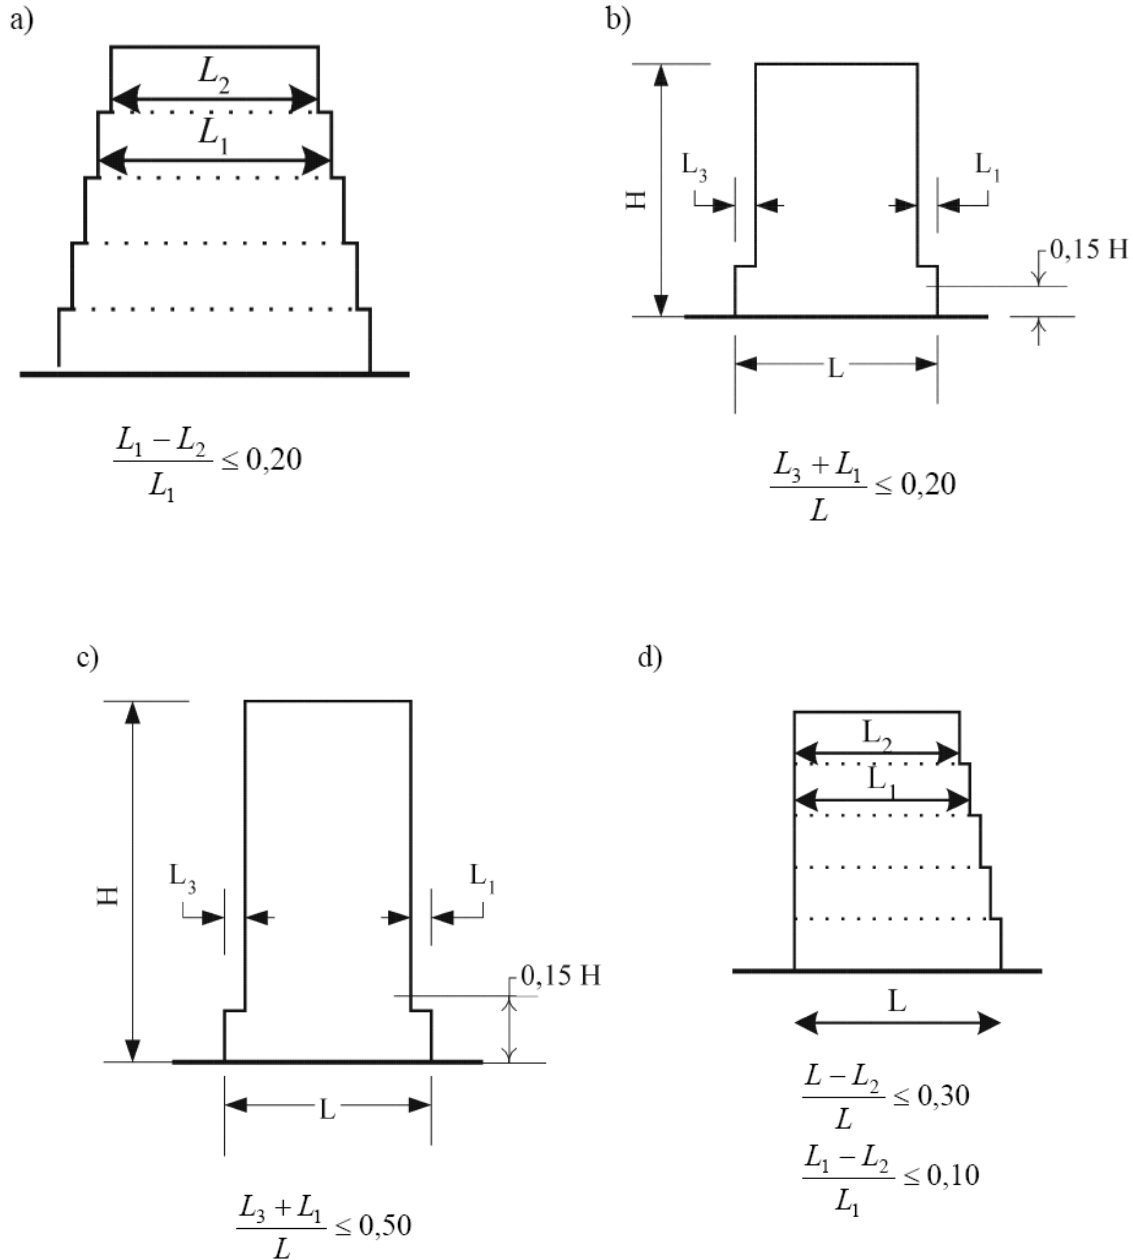 a)
L₂
L₁
(L₁ − L₂) / L₁ ≤ 0,20
b)
H
L₃
L₁
0,15 H
L
(L₃ + L₁) / L ≤ 0,20
c)
H
L₃
L₁
0,15 H
L
(L₃ + L₁) / L ≤ 0,50
d)
L₂
L₁
L
(L − L₂) / L ≤ 0,30
(L₁ − L₂) / L₁ ≤ 0,10